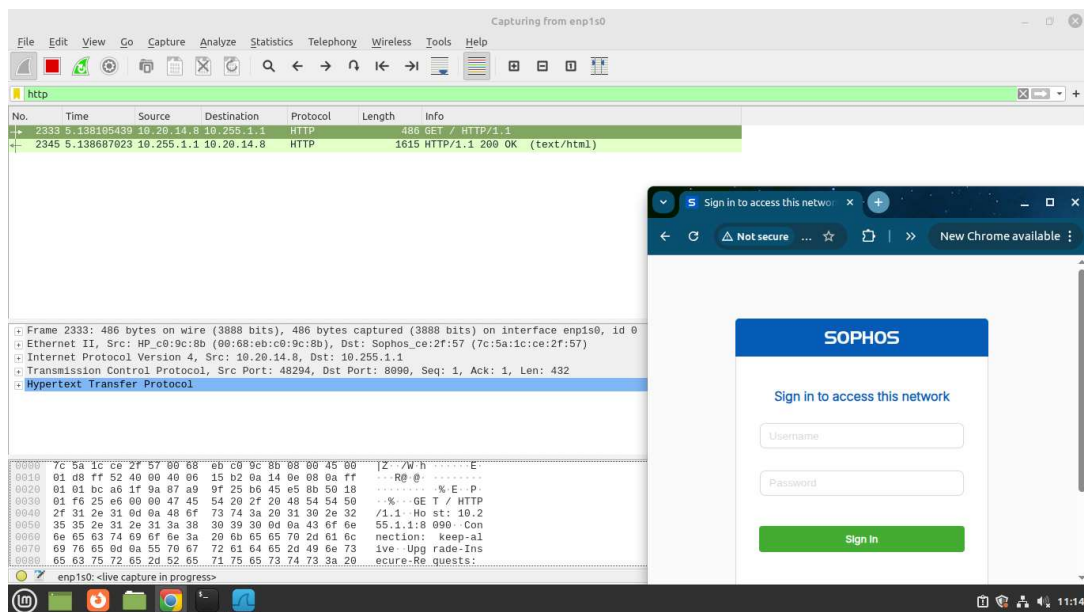 Capturing from enp1s0
File Edit View Go Capture Analyze Statistics Telephony Wireless Tools Help
http
No. Time Source Destination Protocol Length Info
2333 5.138105439 10.20.14.8 10.255.1.1 HTTP 486 GET / HTTP/1.1
2345 5.138687023 10.255.1.1 10.20.14.8 HTTP 1615 HTTP/1.1 200 OK (text/html)
Sign in to access this networ
Not secure ... New Chrome available
Frame 2333: 486 bytes on wire (3888 bits), 486 bytes captured (3888 bits) on interface enp1s0, id 0
Ethernet II, Src: HP_c0:9c:8b (00:68:eb:c0:9c:8b), Dst: Sophos_ce:2f:57 (7c:5a:1c:ce:2f:57)
Internet Protocol Version 4, Src: 10.20.14.8, Dst: 10.255.1.1
Transmission Control Protocol, Src Port: 48294, Dst Port: 8090, Seq: 1, Ack: 1, Len: 432
Hypertext Transfer Protocol
SOPHOS
Sign in to access this network
Username
Password
Sign In
0000 7c 5a 1c ce 2f 57 00 68 eb c0 9c 8b 08 00 45 00 |Z··/W·h ······E·
0010 01 d8 ff 52 40 00 40 06 15 b2 0a 14 0e 08 0a ff ···R@·@· ········
0020 01 01 bc a6 1f 9a 87 a9 9f 25 b6 45 e5 8b 50 18 ········ ·%·E··P·
0030 01 f6 25 e6 00 00 47 45 54 20 2f 20 48 54 54 50 ··%···GE T / HTTP
0040 2f 31 2e 31 0d 0a 48 6f 73 74 3a 20 31 30 2e 32 /1.1··Ho st: 10.2
0050 35 35 2e 31 2e 31 3a 38 30 39 30 0d 0a 43 6f 6e 55.1.1:8 090··Con
0060 6e 65 63 74 69 6f 6e 3a 20 6b 65 65 70 2d 61 6c nection: keep-al
0070 69 76 65 0d 0a 55 70 67 72 61 64 65 2d 49 6e 73 ive··Upg rade-Ins
0080 65 63 75 72 65 2d 52 65 71 75 65 73 74 73 3a 20 ecure-Re quests:
enp1s0: <live capture in progress>
11:14